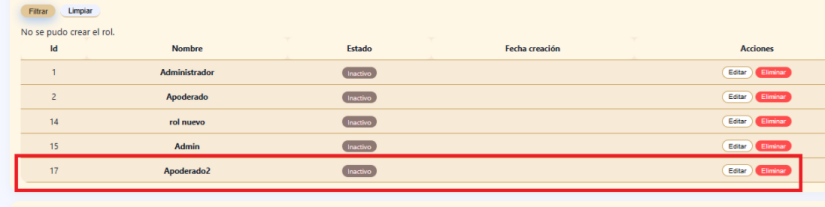 Filtrar Limpiar
No se pudo crear el rol.
Id Nombre Estado Fecha creación Acciones
1 Administrador Inactivo Editar Eliminar
2 Apoderado Inactivo Editar Eliminar
14 rol nuevo Inactivo Editar Eliminar
15 Admin Inactivo Editar Eliminar
17 Apoderado2 Inactivo Editar Eliminar